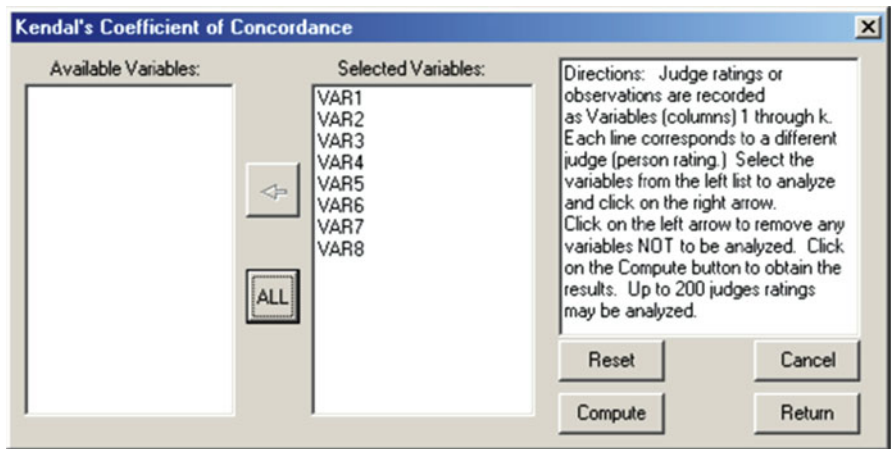 Kendal's Coefficient of Concordance
Available Variables:
Selected Variables:
VAR1
VAR2
VAR3
VAR4
VAR5
VAR6
VAR7
VAR8
ALL
Directions: Judge ratings or
observations are recorded
as Variables (columns) 1 through k.
Each line corresponds to a different
judge (person rating.) Select the
variables from the left list to analyze
and click on the right arrow.
Click on the left arrow to remove any
variables NOT to be analyzed. Click
on the Compute button to obtain the
results. Up to 200 judges ratings
may be analyzed.
Reset
Cancel
Compute
Return